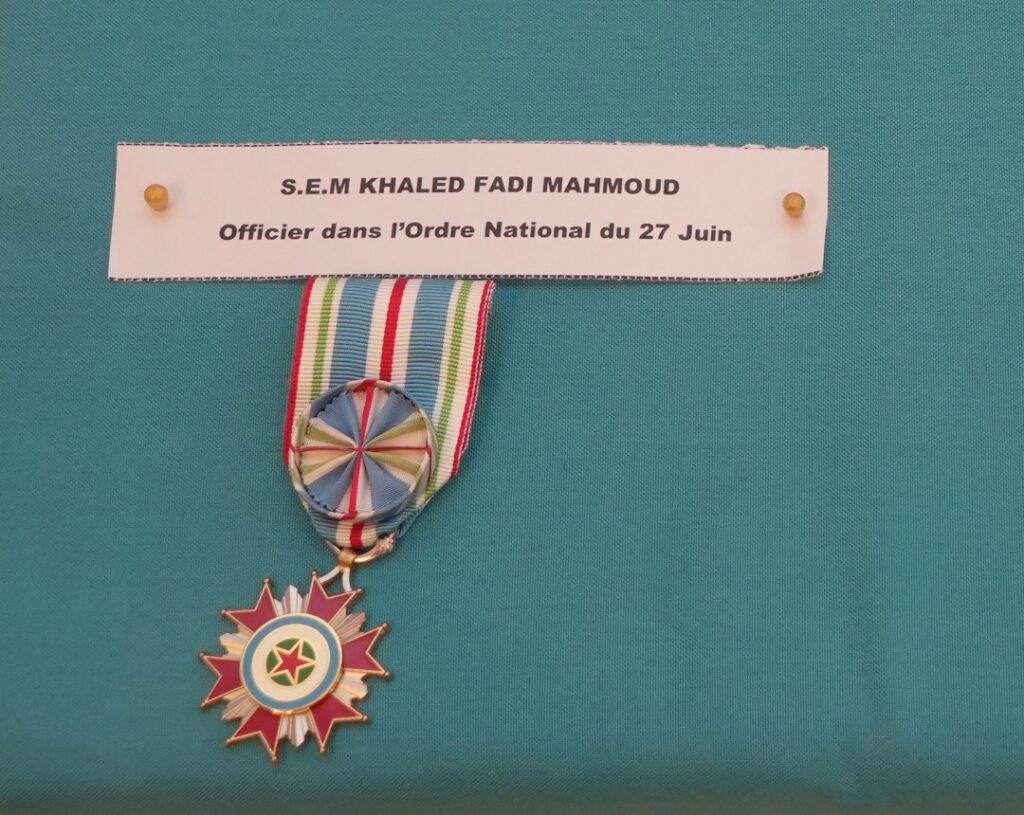 S.E.M KHALED FADI MAHMOUD
Officier dans l’Ordre National du 27 Juin